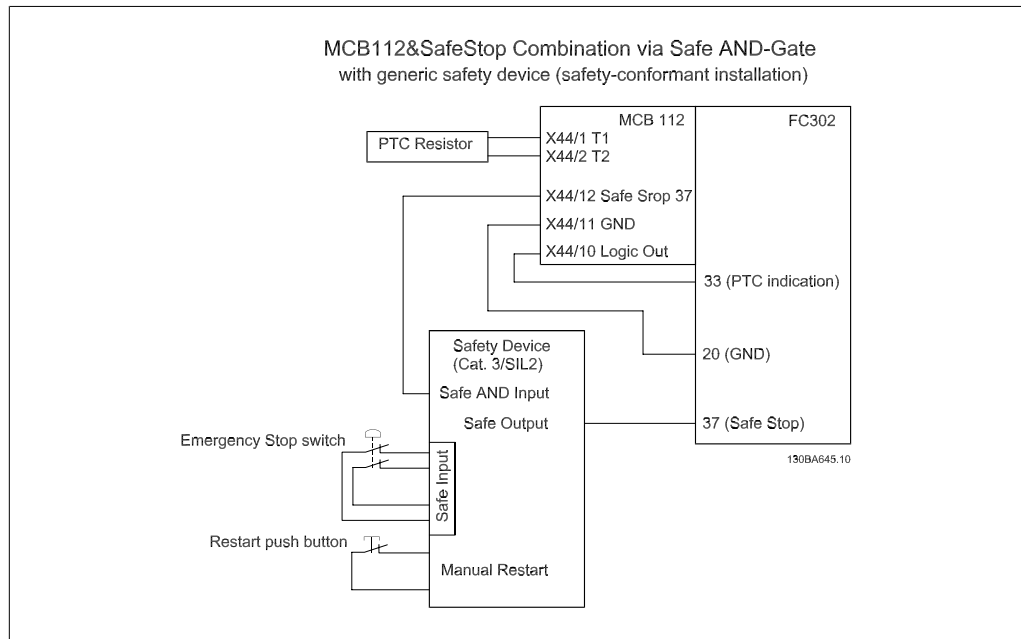 MCB112&SafeStop Combination via Safe AND-Gate
with generic safety device (safety-conformant installation)
MCB 112
FC302
PTC Resistor
X44/1 T1
X44/2 T2
X44/12 Safe Srop 37
X44/11 GND
X44/10 Logic Out
33 (PTC indication)
20 (GND)
37 (Safe Stop)
130BA645.10
Safety Device
(Cat. 3/SIL2)
Safe AND Input
Safe Output
Emergency Stop switch
Safe Input
Restart push button
Manual Restart